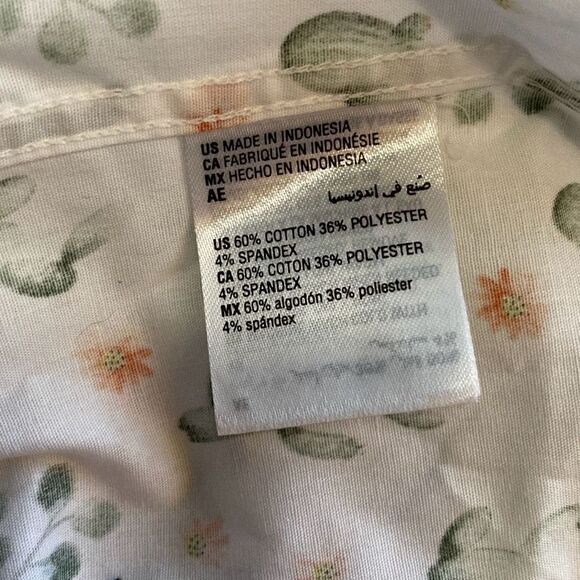 US MADE IN INDONESIA
CA FABRIQUÉ EN INDONÉSIE
MX HECHO EN INDONESIA
AE
صُنع في اندونيسيا
US 60% COTTON 36% POLYESTER
4% SPANDEX
CA 60% COTON 36% POLYESTER
4% SPANDEX
MX 60% algodón 36% poliester
4% spándex